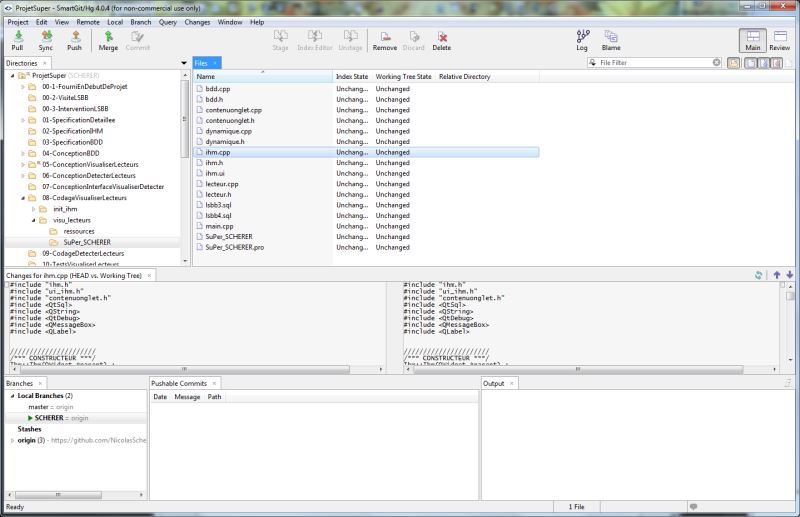 ProjetSuper - SmartGit/Hg 4.0.4 (for non-commercial use only)
Project Edit View Remote Local Branch Query Changes Window Help
Pull Sync Push Merge Commit Stage Index Editor Unstage Remove Discard Delete Log Blame Main Review
Directories
Files
File Filter
Name Index State Working Tree State Relative Directory
ProjetSuper (SCHERER)
00-1-FourniEnDebutDeProjet
00-2-VisiteLSBB
00-3-InterventionLSBB
01-SpecificationDetaillee
02-SpecificationIHM
03-SpecificationBDD
04-ConceptionBDD
05-ConceptionVisualiserLecteurs
06-ConceptionDetecterLecteurs
07-ConceptionInterfaceVisualiserDetecter
08-CodageVisualiserLecteurs
init_ihm
visu_lecteurs
ressources
SuPer_SCHERER
09-CodageDetecterLecteurs
10-TestsVisualiserLecteurs
bdd.cpp Unchang... Unchanged
bdd.h Unchang... Unchanged
contenuonglet.cpp Unchang... Unchanged
contenuonglet.h Unchang... Unchanged
dynamique.cpp Unchang... Unchanged
dynamique.h Unchang... Unchanged
ihm.cpp Unchang... Unchanged
ihm.h Unchang... Unchanged
ihm.ui Unchang... Unchanged
lecteur.cpp Unchang... Unchanged
lecteur.h Unchang... Unchanged
lsbb3.sql Unchang... Unchanged
lsbb4.sql Unchang... Unchanged
main.cpp Unchang... Unchanged
SuPer_SCHERER Unchang... Unchanged
SuPer_SCHERER.pro Unchang... Unchanged
Changes for ihm.cpp (HEAD vs. Working Tree)
#include "ihm.h"
#include "ui_ihm.h"
#include "contenuonglet.h"
#include <QtSql>
#include <QString>
#include <QtDebug>
#include <QMessageBox>
#include <QLabel>
//////////////////////
/*** CONSTRUCTEUR ***/
Ihm::Ihm(QWidget *parent) :
#include "ihm.h"
#include "ui_ihm.h"
#include "contenuonglet.h"
#include <QtSql>
#include <QString>
#include <QtDebug>
#include <QMessageBox>
#include <QLabel>
//////////////////////
/*** CONSTRUCTEUR ***/
Ihm::Ihm(QWidget *parent) :
Branches
Local Branches (2)
master = origin
SCHERER = origin
Stashes
origin (3) - https://github.com/NicolasSche
Pushable Commits
Date Message Path
Output
Ready
1 File